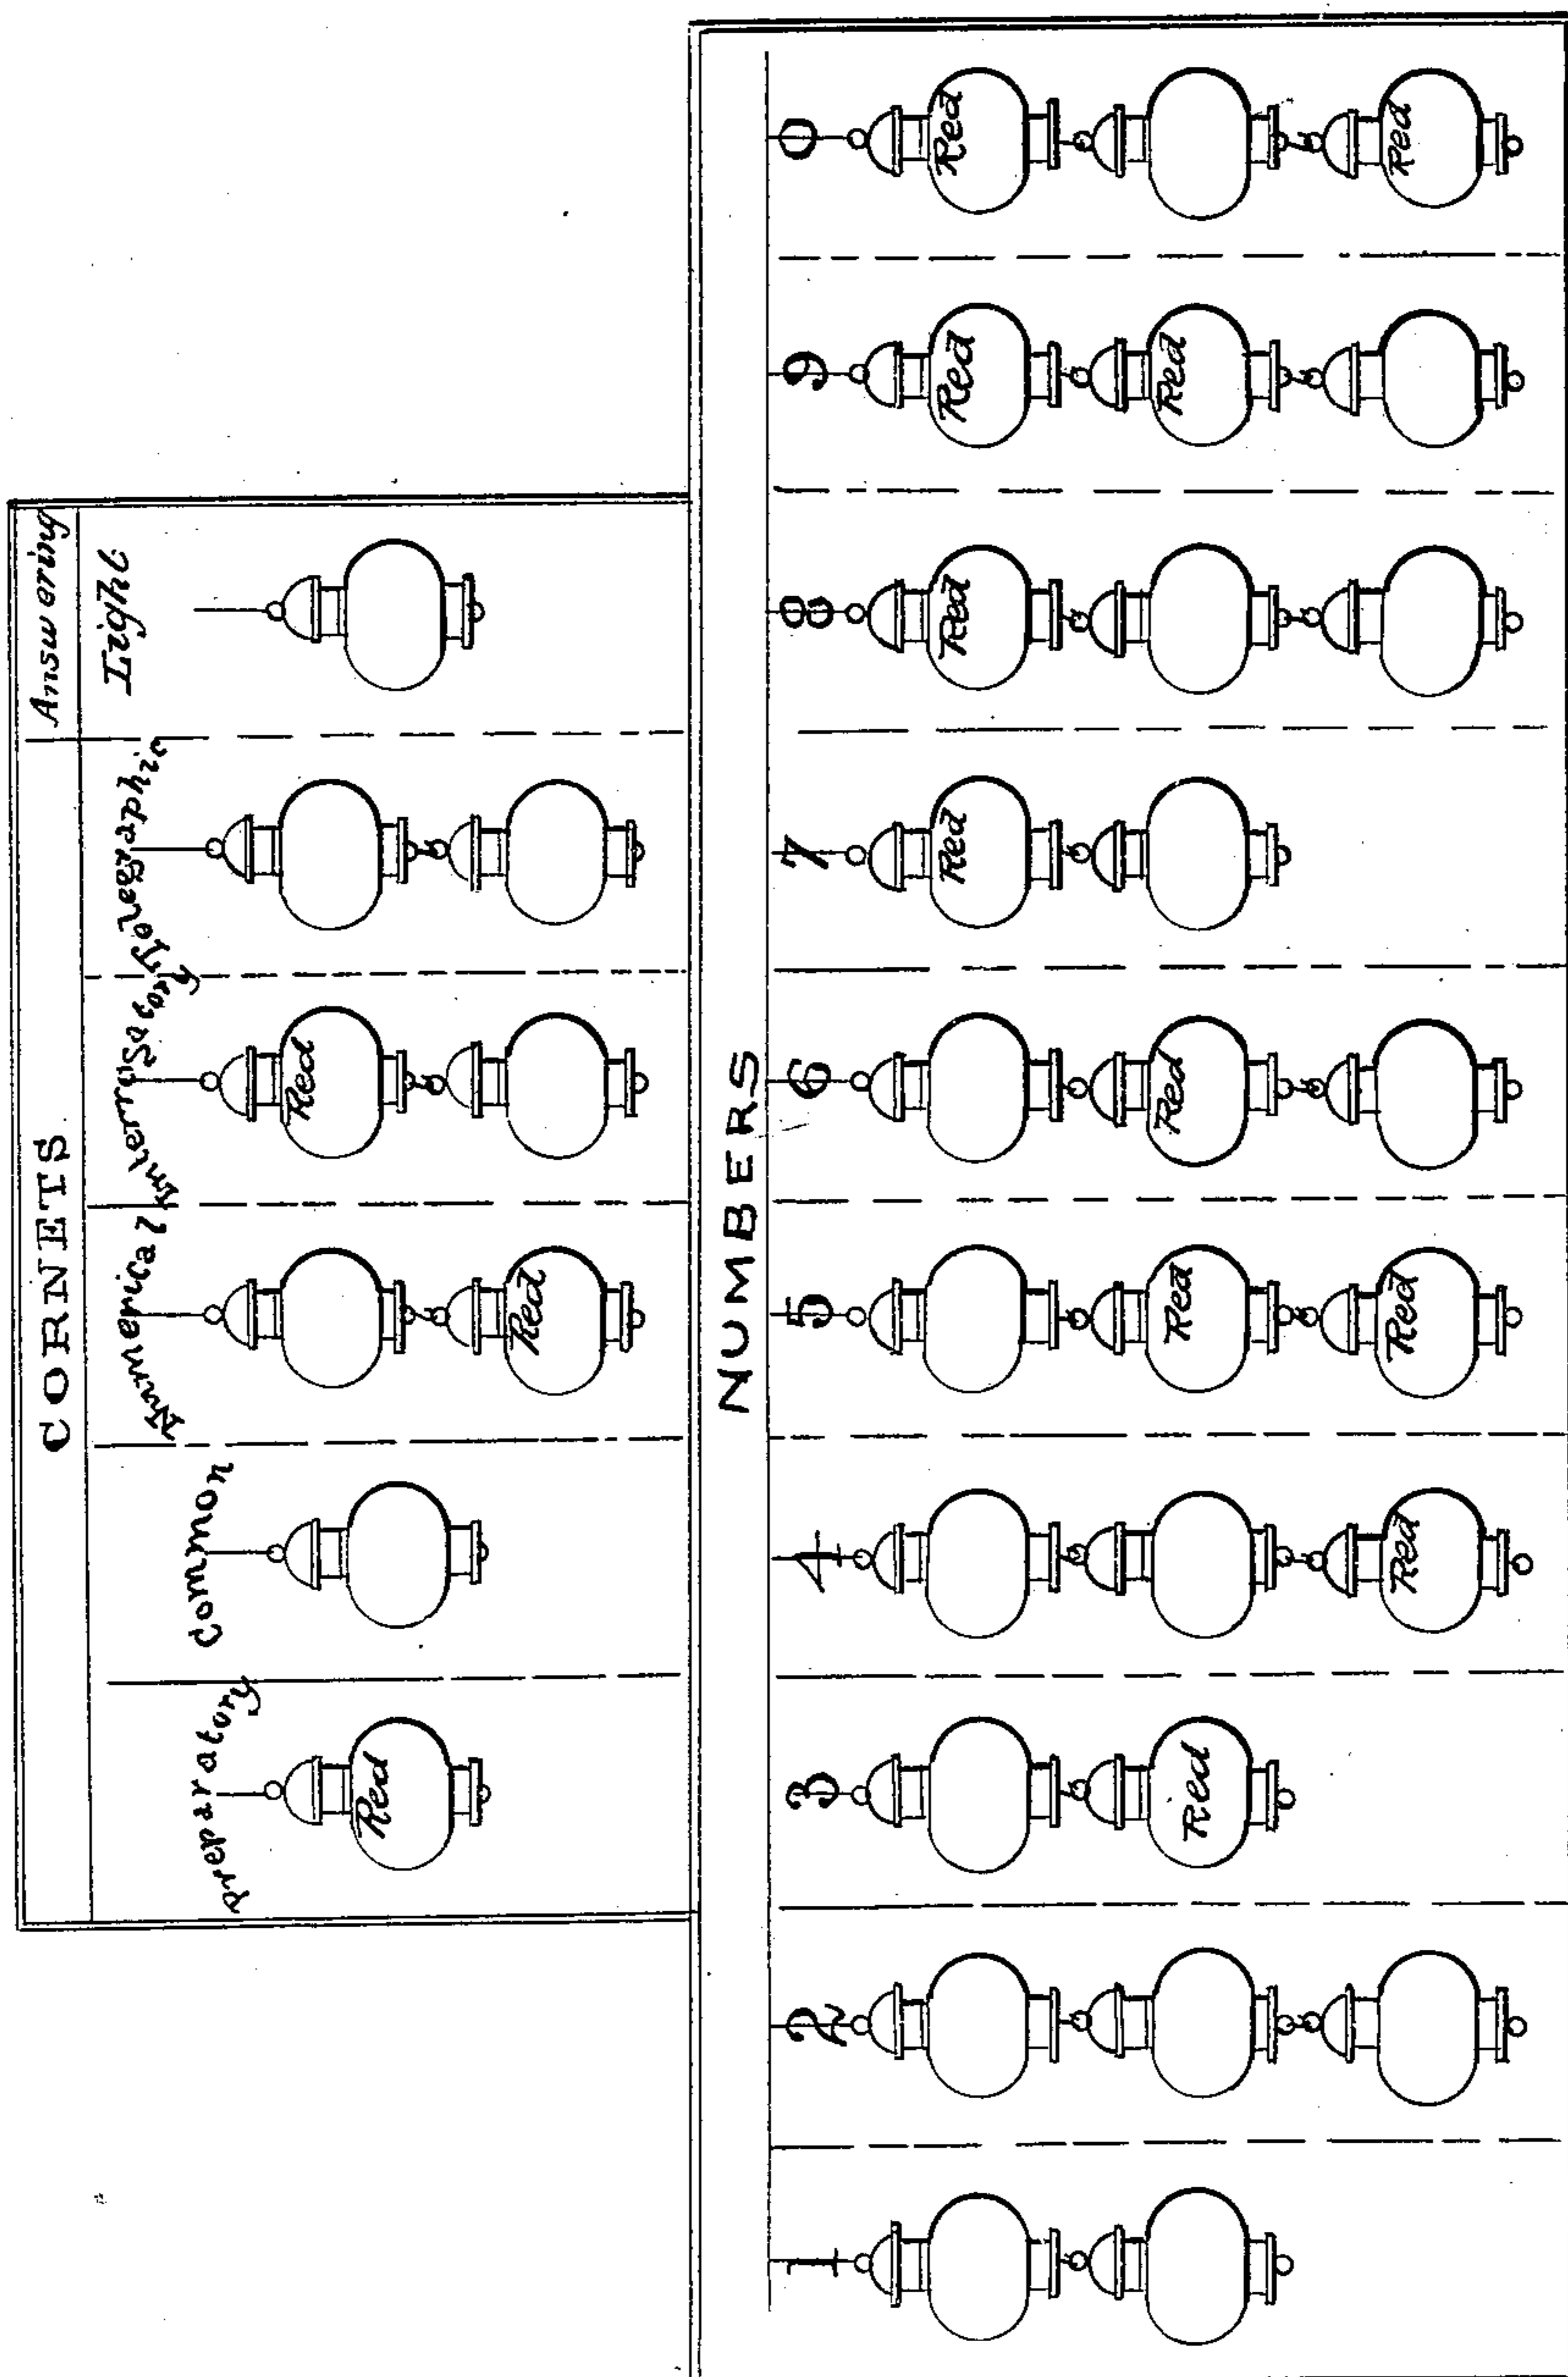 CORNETS. Answering
preparatory common Numerical Interrogatory Telegraphic Light
Red Red
Red
NUMBERS
1 2 3 4 5 6 7 8 9 0
Red Red Red Red
Red Red Red Red
Red Red Red